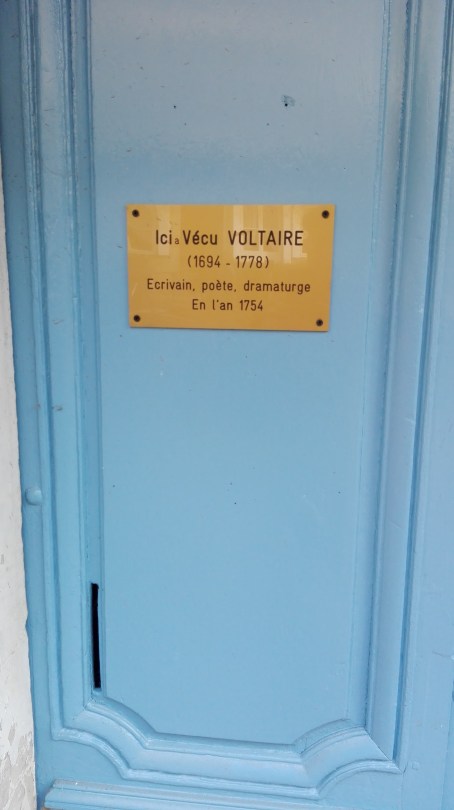 Ici a Vécu VOLTAIRE
(1694 - 1778)
Ecrivain, poète, dramaturge
En l'an 1754